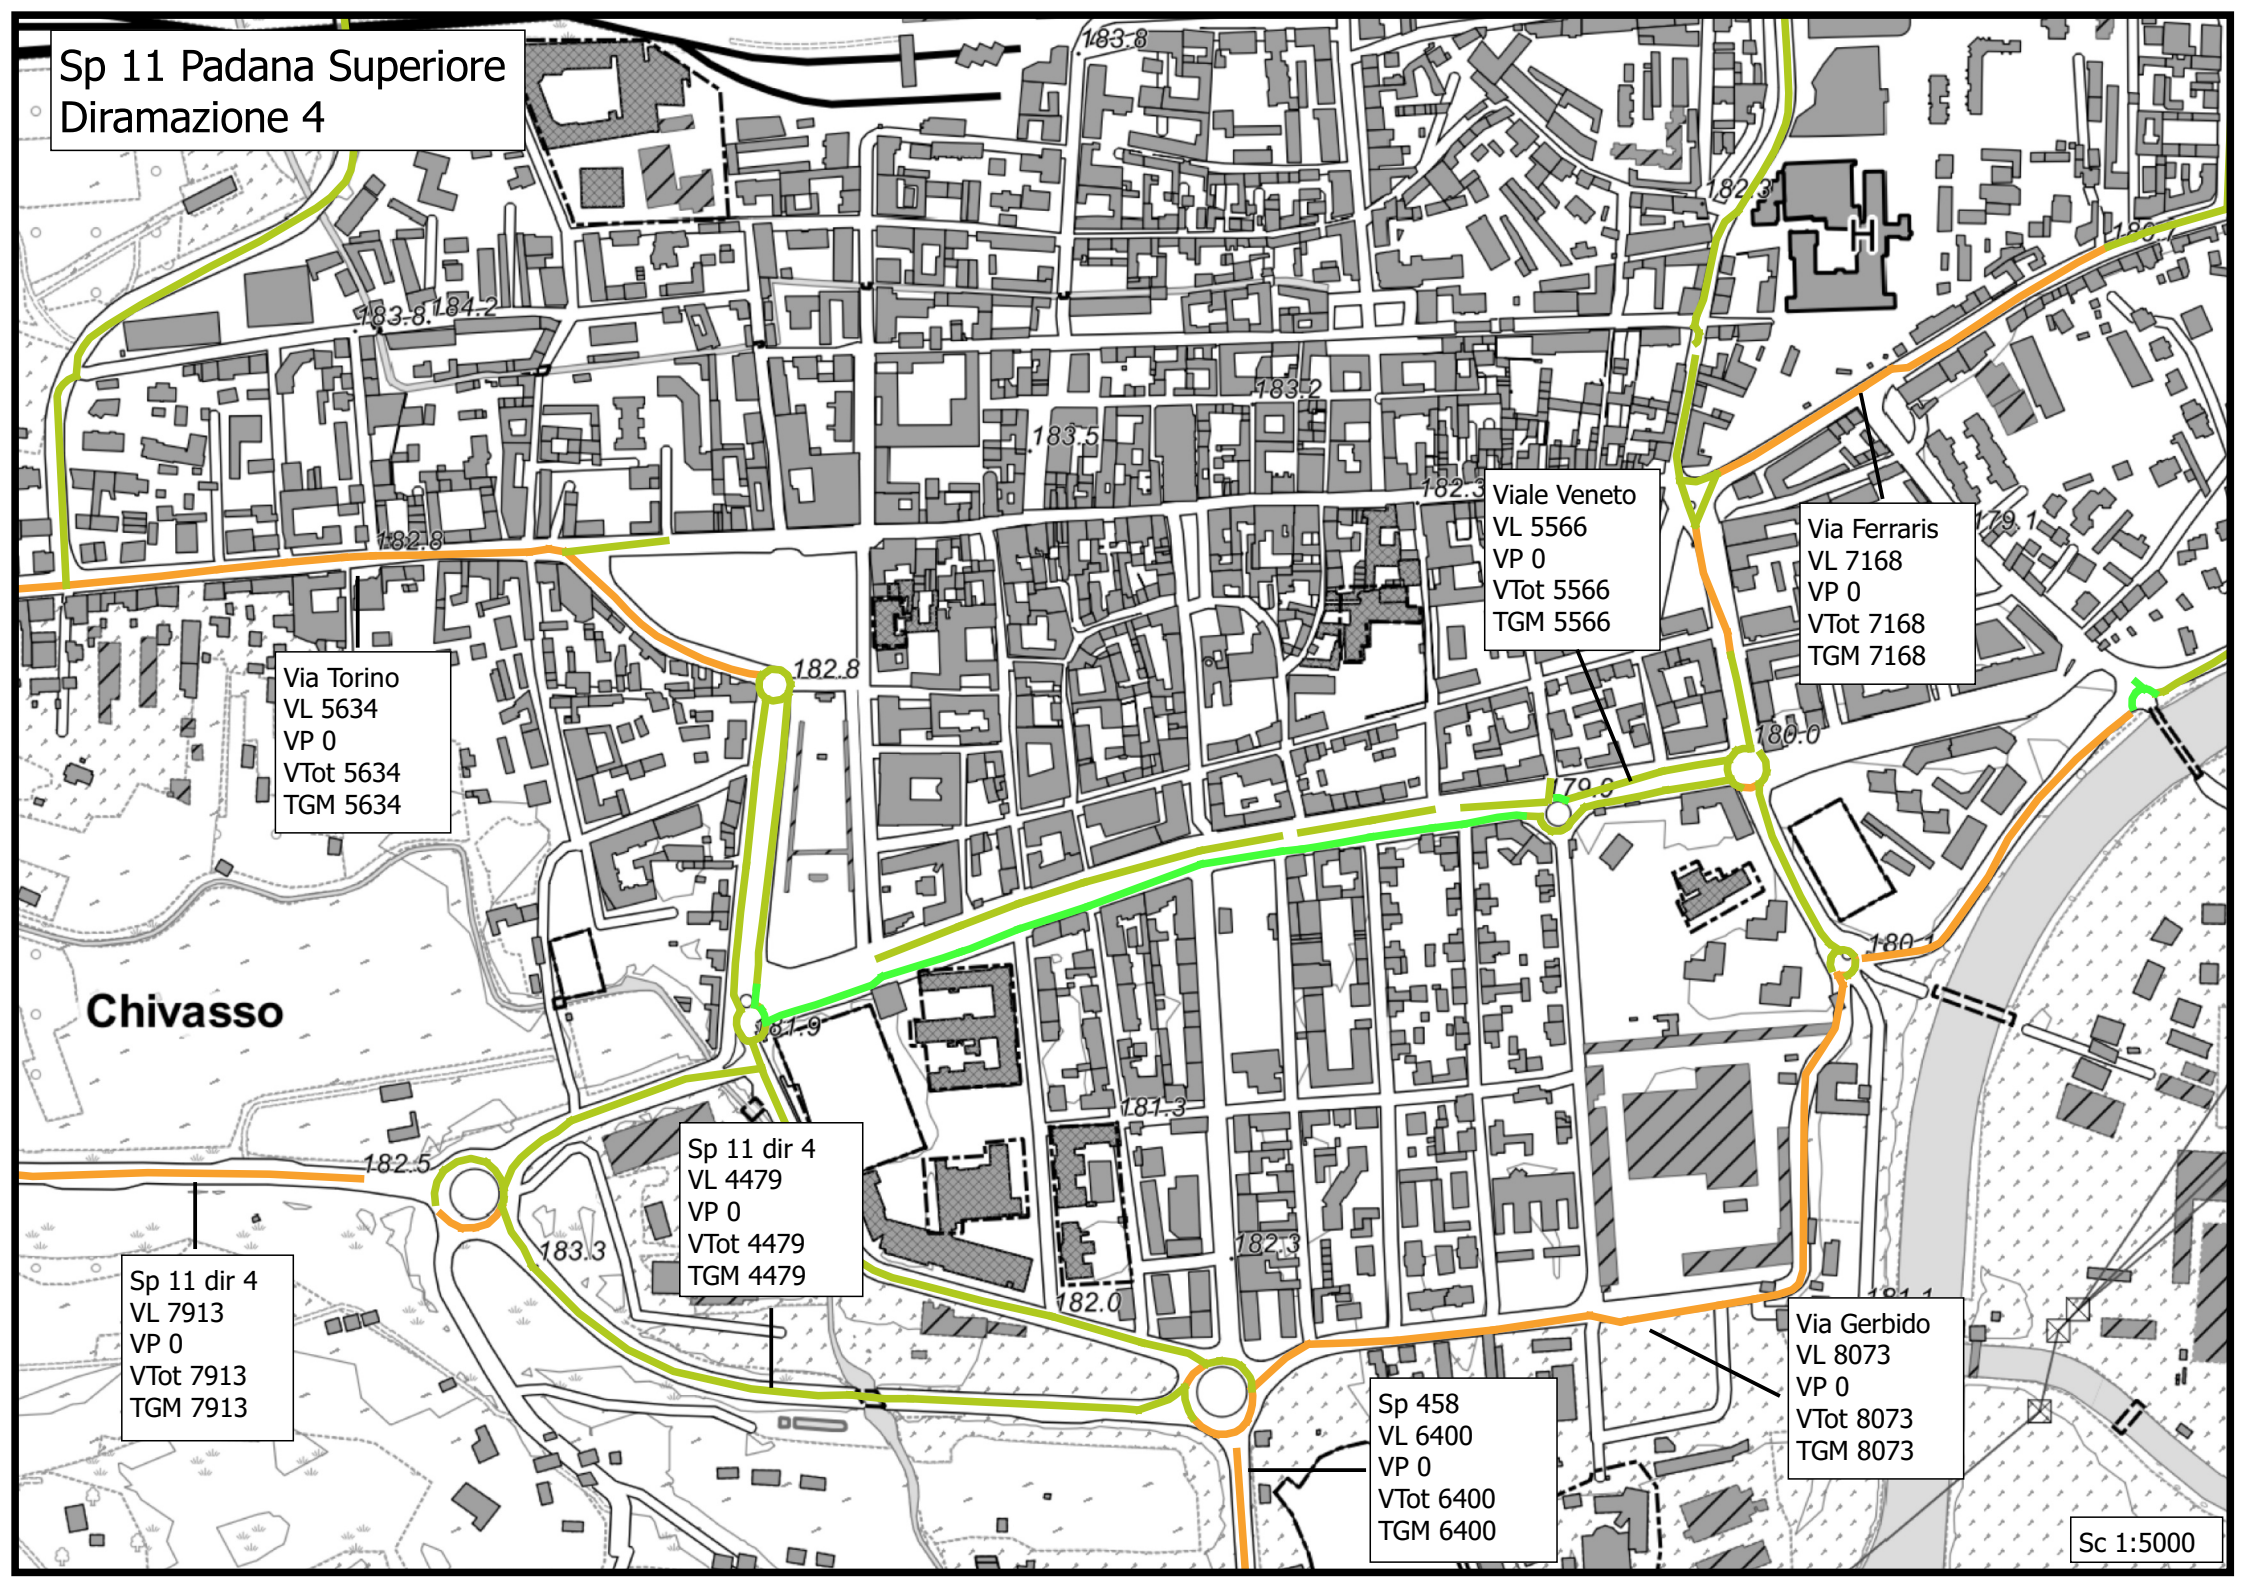 Sp 11 Padana Superiore
Diramazione 4
183.8
182.3
180.7
183.8
184.2
183.2
183.5
182.3
Viale Veneto
VL 5566
VP 0
VTot 5566
TGM 5566
Via Ferraris
VL 7168
VP 0
VTot 7168
TGM 7168
179.1
182.8
Via Torino
VL 5634
VP 0
VTot 5634
TGM 5634
182.8
180.0
180.1
Chivasso
181.9
181.3
182.5
183.3
Sp 11 dir 4
VL 4479
VP 0
VTot 4479
TGM 4479
182.3
182.0
Sp 11 dir 4
VL 7913
VP 0
VTot 7913
TGM 7913
181.1
Via Gerbido
VL 8073
VP 0
VTot 8073
TGM 8073
Sp 458
VL 6400
VP 0
VTot 6400
TGM 6400
Sc 1:5000